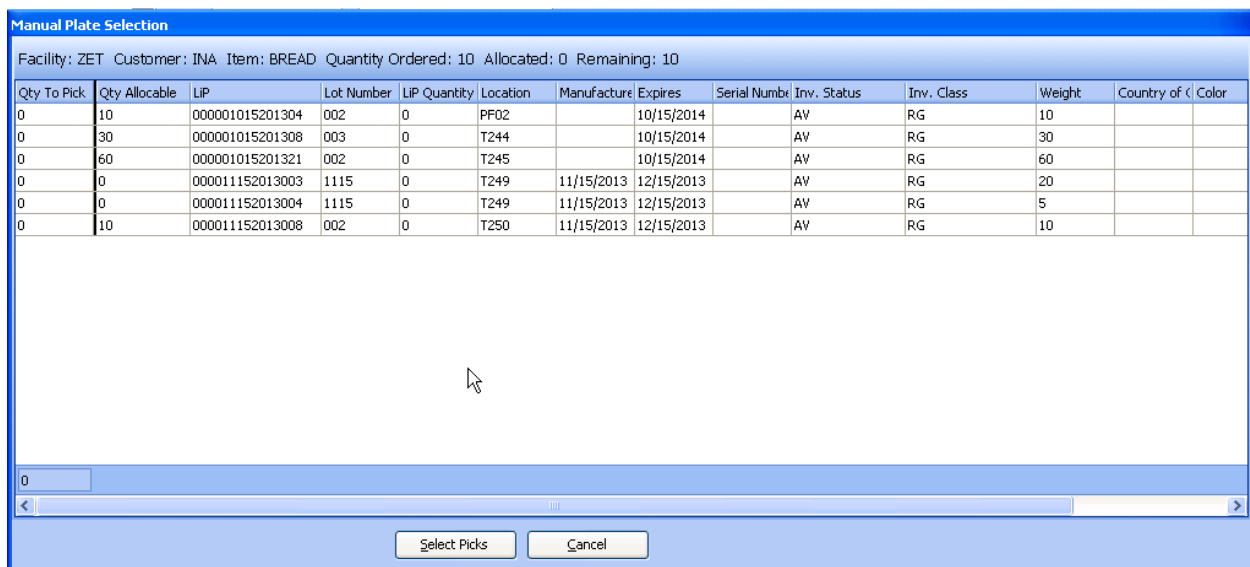 Manual Plate Selection
Facility: ZET Customer: INA Item: BREAD Quantity Ordered: 10 Allocated: 0 Remaining: 10
Qty To Pick Qty Allocable LiP Lot Number LiP Quantity Location Manufacture Expires Serial Numbe Inv. Status Inv. Class Weight Country of C Color
0 10 000001015201304 002 0 PF02 10/15/2014 AV RG 10
0 30 000001015201308 003 0 T244 10/15/2014 AV RG 30
0 60 000001015201321 002 0 T245 10/15/2014 AV RG 60
0 0 000011152013003 1115 0 T249 11/15/2013 12/15/2013 AV RG 20
0 0 000011152013004 1115 0 T249 11/15/2013 12/15/2013 AV RG 5
0 10 000011152013008 002 0 T250 11/15/2013 12/15/2013 AV RG 10
0
Select Picks Cancel